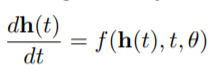 d𝐡(t)/dt = f(𝐡(t), t, θ)